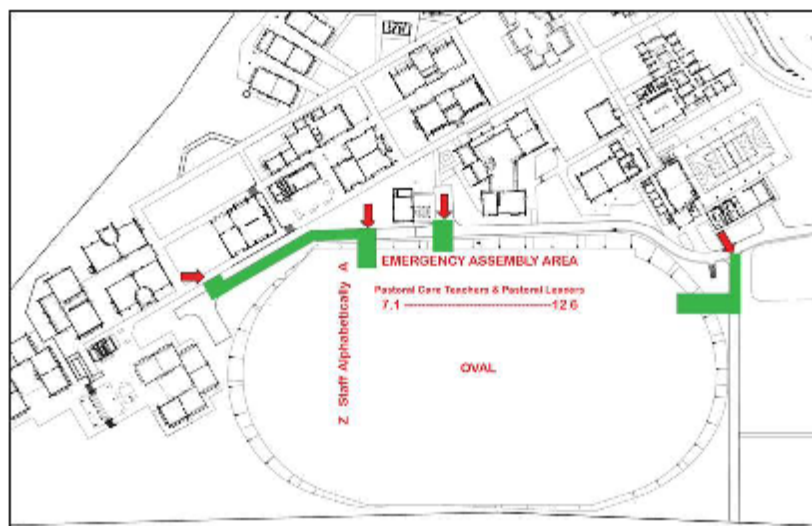 EMERGENCY ASSEMBLY AREA
Pastoral Care Teachers & Pastoral Leaders
7.1 ---------------------------------12 6
Z Staff Alphabetically A
OVAL